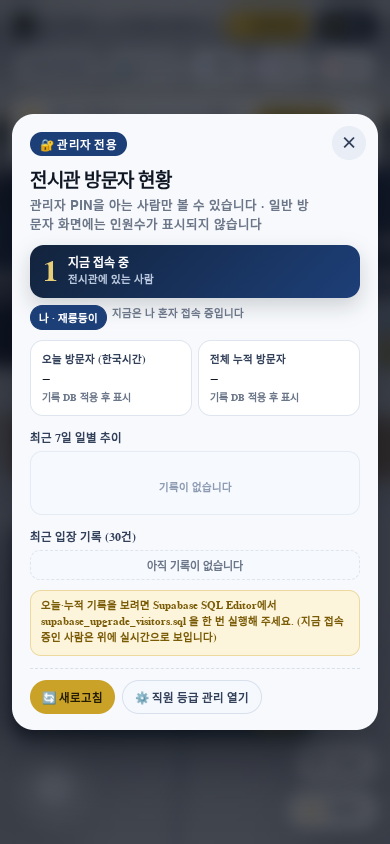 🔐 관리자 전용
✕
전시관 방문자 현황
관리자 PIN을 아는 사람만 볼 수 있습니다 · 일반 방
문자 화면에는 인원수가 표시되지 않습니다
1
지금 접속 중
전시관에 있는 사람
나 · 재롱둥이
지금은 나 혼자 접속 중입니다
오늘 방문자 (한국시간)
–
기록 DB 적용 후 표시
전체 누적 방문자
–
기록 DB 적용 후 표시
최근 7일 일별 추이
기록이 없습니다
최근 입장 기록 (30건)
아직 기록이 없습니다
오늘·누적 기록을 보려면 Supabase SQL Editor에서
supabase_upgrade_visitors.sql 을 한 번 실행해 주세요. (지금 접속
중인 사람은 위에 실시간으로 보입니다)
🔄 새로고침
⚙️ 직원 등급 관리 열기